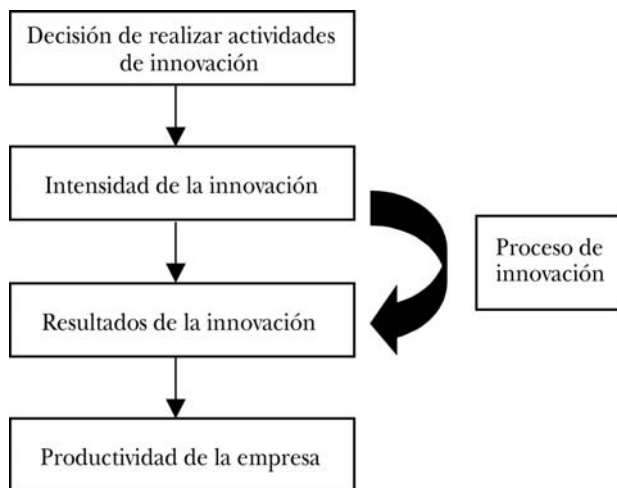 Decisión de realizar actividades
de innovación
Intensidad de la innovación
Proceso de
innovación
Resultados de la innovación
Productividad de la empresa